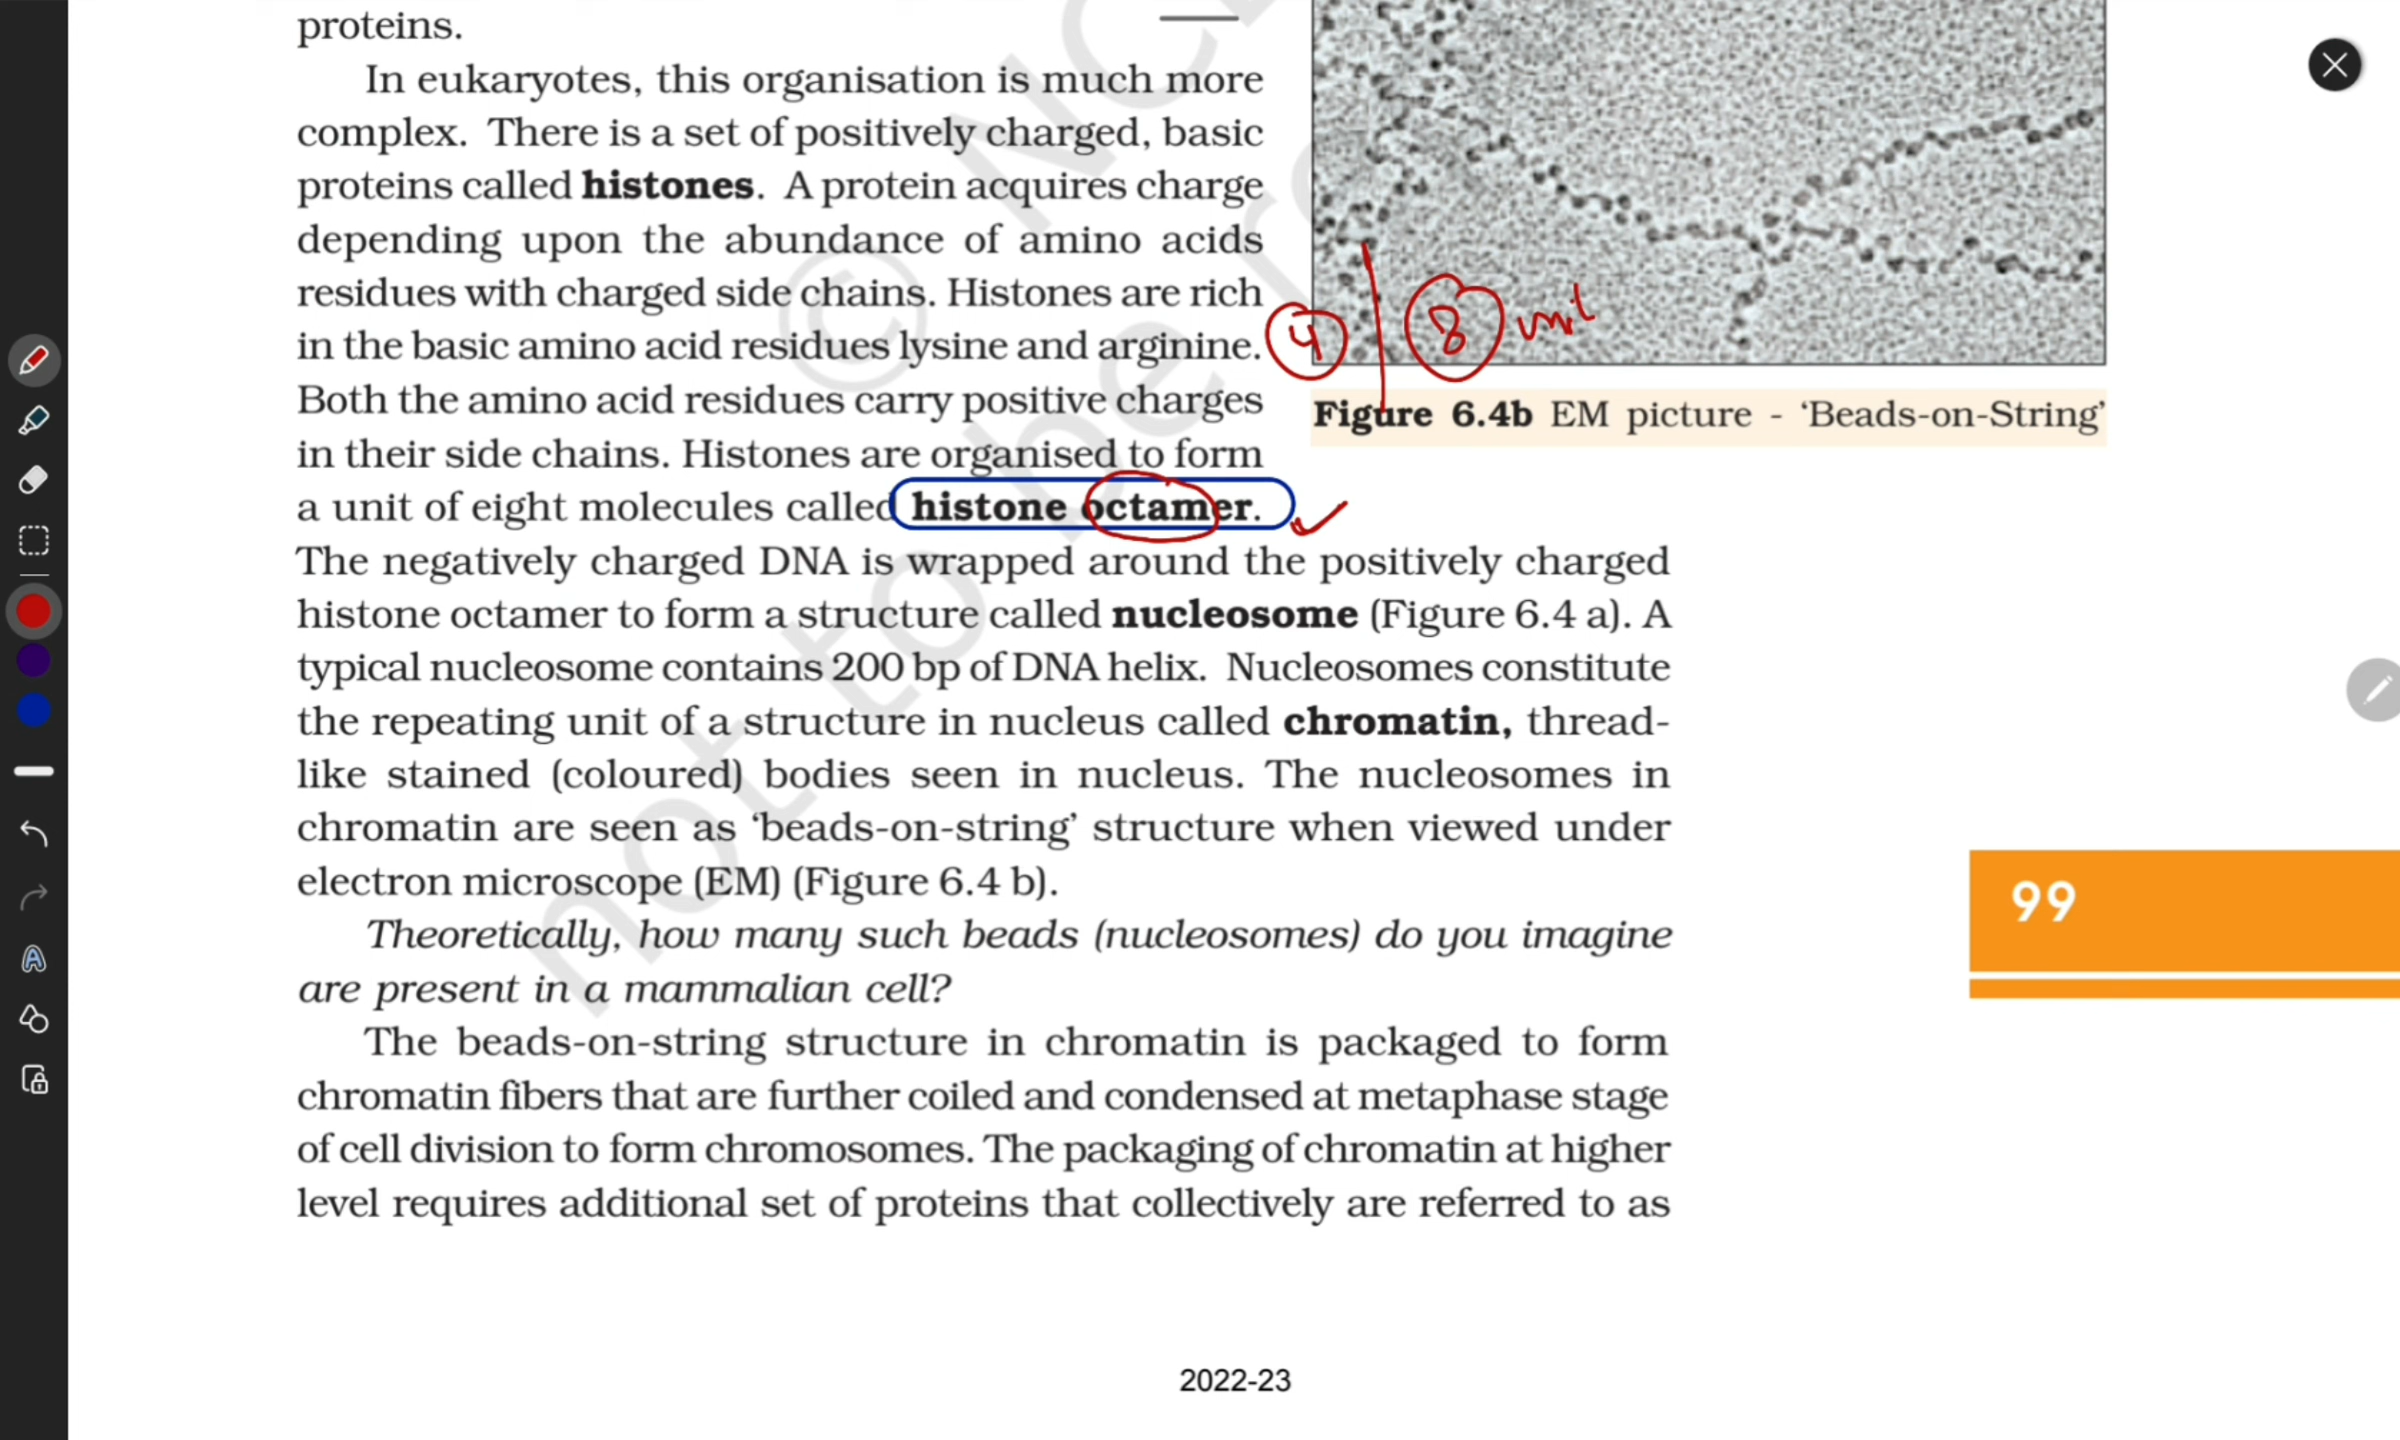 proteins.
In eukaryotes, this organisation is much more
complex. There is a set of positively charged, basic
proteins called histones. A protein acquires charge
depending upon the abundance of amino acids
residues with charged side chains. Histones are rich
in the basic amino acid residues lysine and arginine.
Both the amino acid residues carry positive charges
in their side chains. Histones are organised to form
a unit of eight molecules called histone octamer.
The negatively charged DNA is wrapped around the positively charged
histone octamer to form a structure called nucleosome (Figure 6.4 a). A
typical nucleosome contains 200 bp of DNA helix. Nucleosomes constitute
the repeating unit of a structure in nucleus called chromatin, thread-
like stained (coloured) bodies seen in nucleus. The nucleosomes in
chromatin are seen as ‘beads-on-string’ structure when viewed under
electron microscope (EM) (Figure 6.4 b).
Theoretically, how many such beads (nucleosomes) do you imagine
are present in a mammalian cell?
The beads-on-string structure in chromatin is packaged to form
chromatin fibers that are further coiled and condensed at metaphase stage
of cell division to form chromosomes. The packaging of chromatin at higher
level requires additional set of proteins that collectively are referred to as
4 8 unit
Figure 6.4b EM picture - ‘Beads-on-String’
99
2022-23
© NC
not to be re